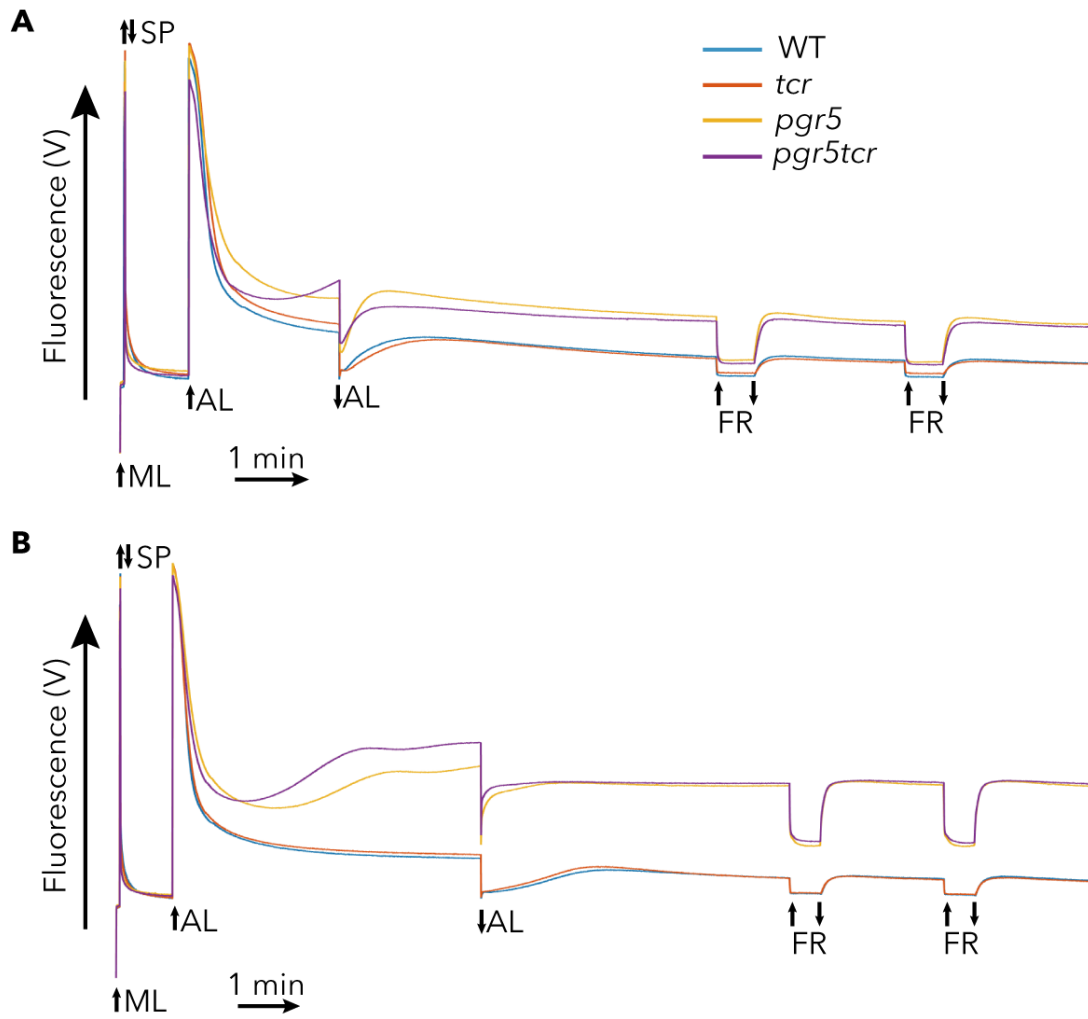 A
SP
WT
tcr
pgr5
pgr5tcr
Fluorescence (V)
AL
AL
FR
FR
1 min
ML
B
SP
Fluorescence (V)
AL
AL
FR
FR
1 min
ML